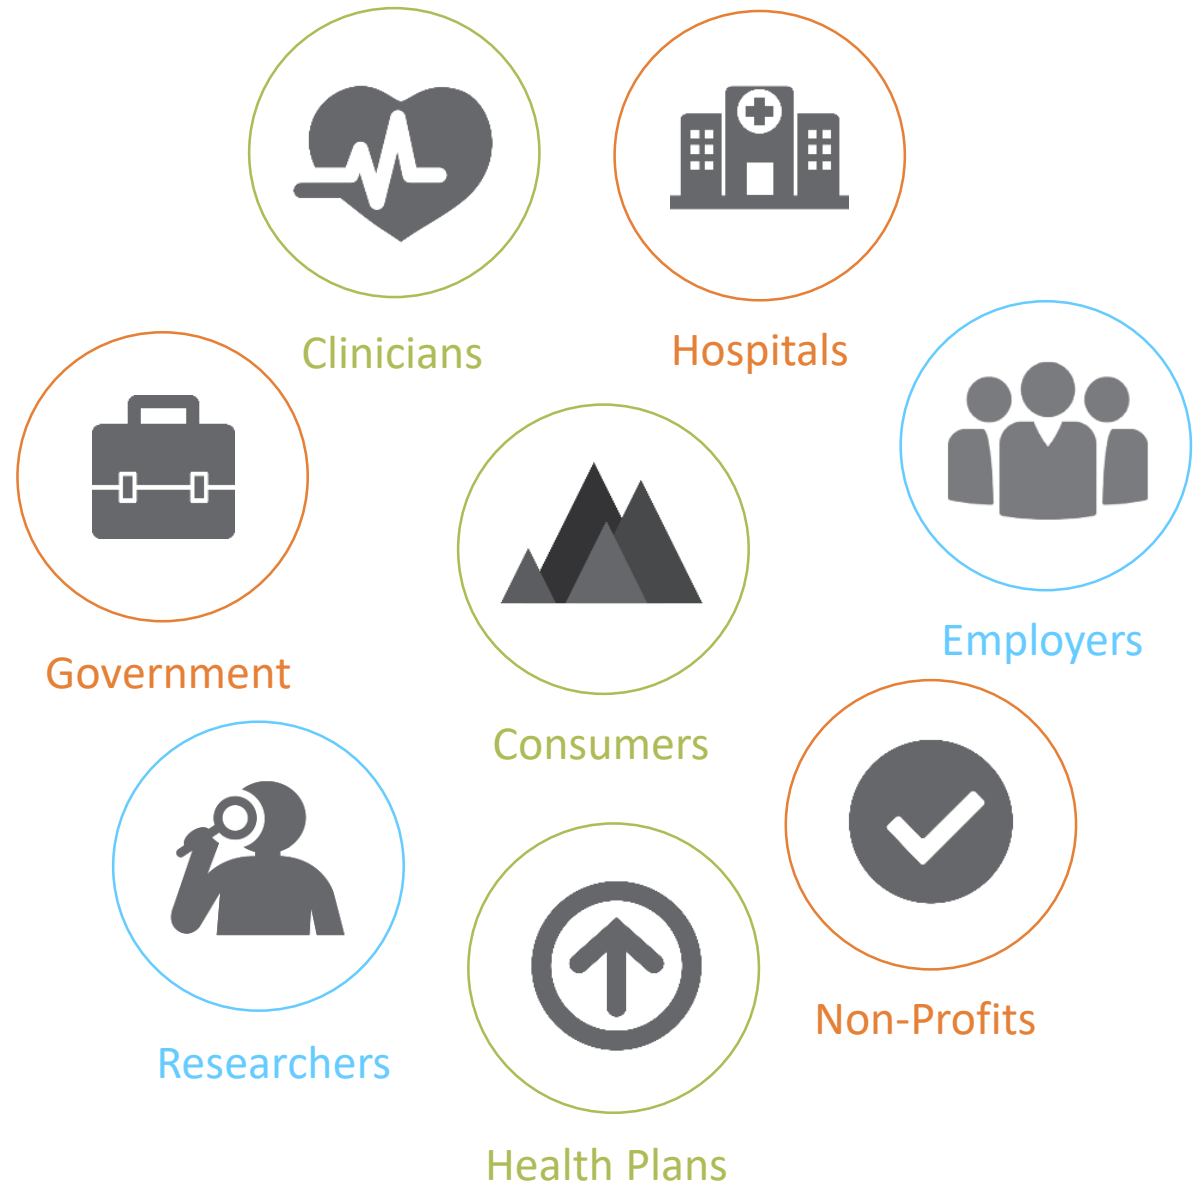 Clinicians
Hospitals
Government
Employers
Consumers
Researchers
Non-Profits
Health Plans